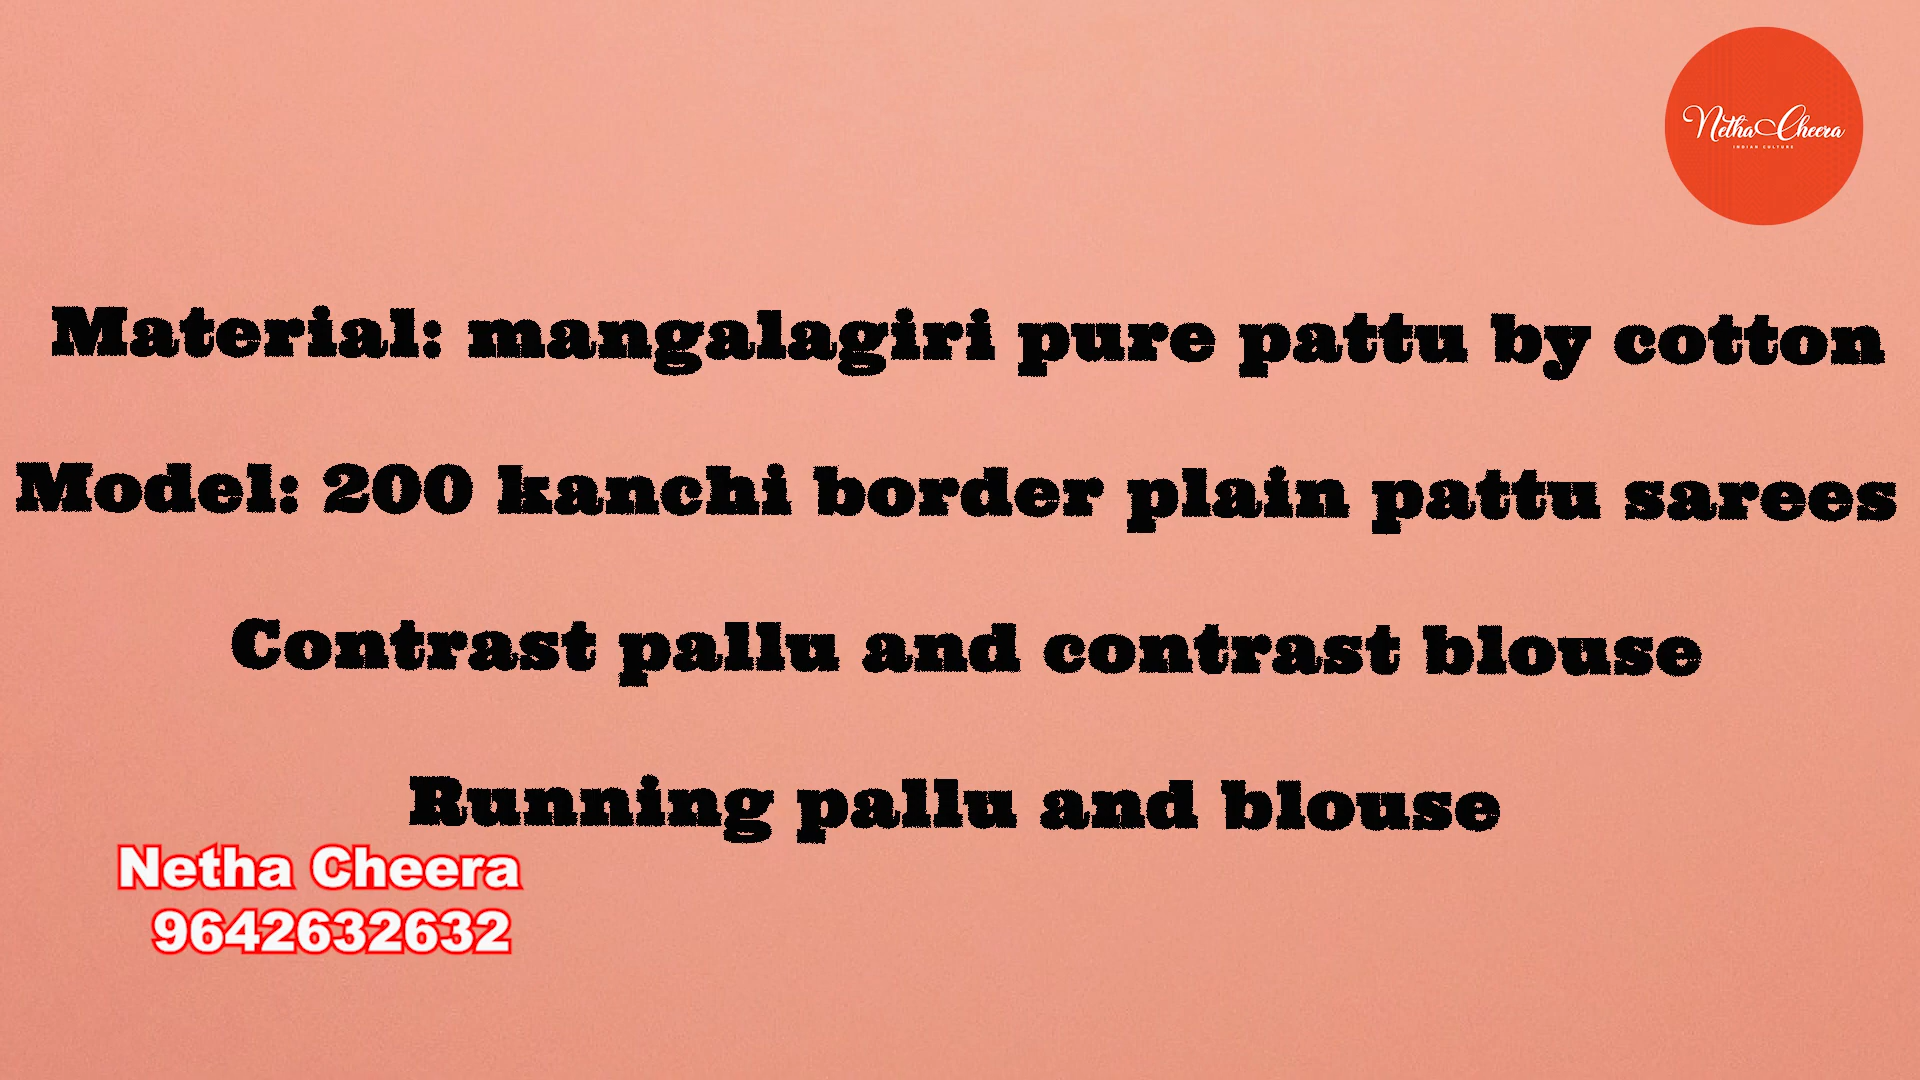 Netha Cheera
INDIAN CULTURE
Material: mangalagiri pure pattu by cotton
Model: 200 kanchi border plain pattu sarees
Contrast pallu and contrast blouse
Running pallu and blouse
Netha Cheera
9642632632